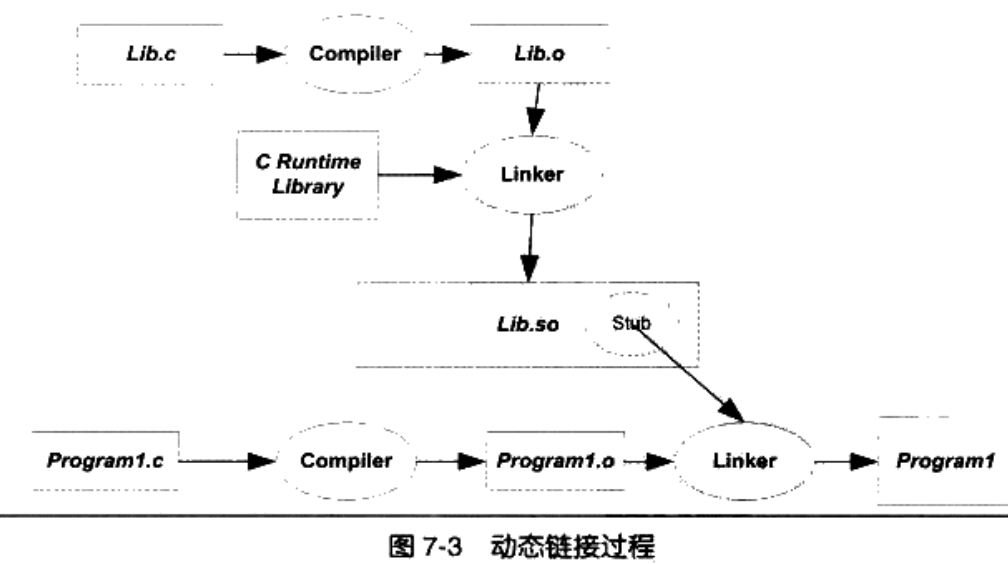 Lib.c
Compiler
Lib.o
C Runtime
Library
Linker
Lib.so
Stub
Program1.c
Compiler
Program1.o
Linker
Program1
图 7-3 动态链接过程